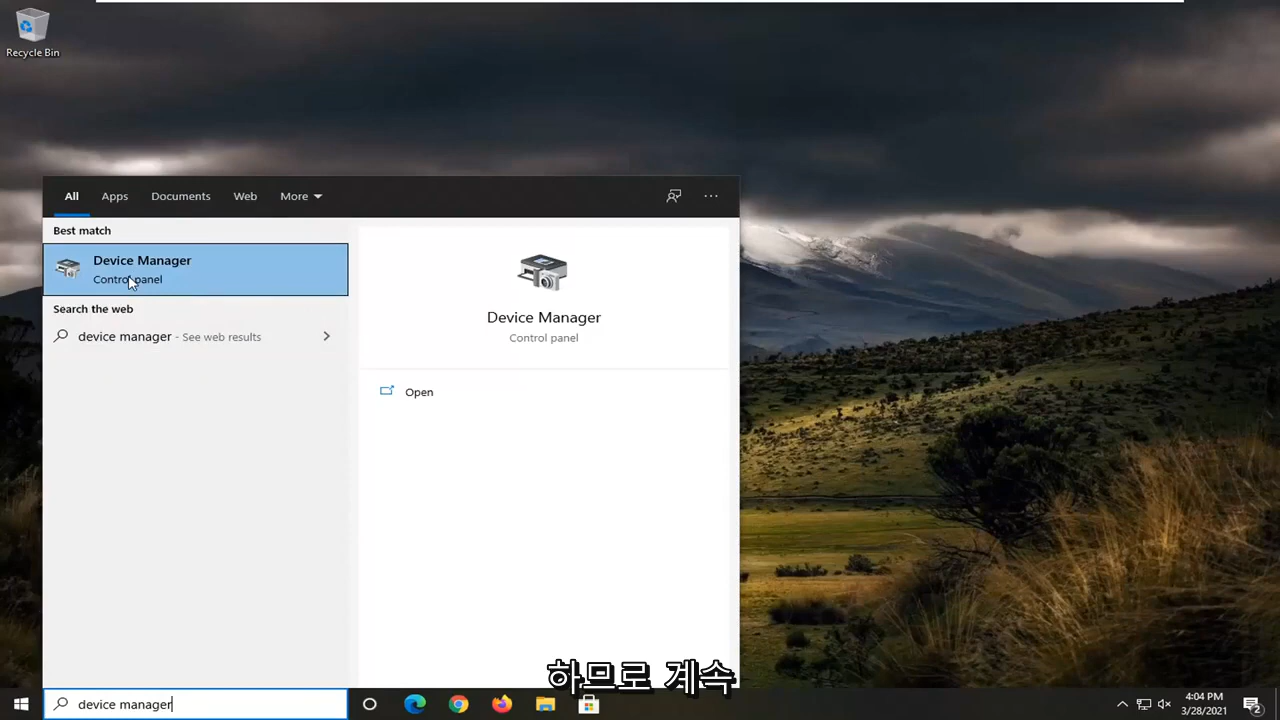 Recycle Bin
All Apps Documents Web More
Best match
Device Manager
Control panel
Search the web
device manager - See web results
Device Manager
Control panel
Open
하므로 계속
device manager
4:04 PM
3/28/2021
2